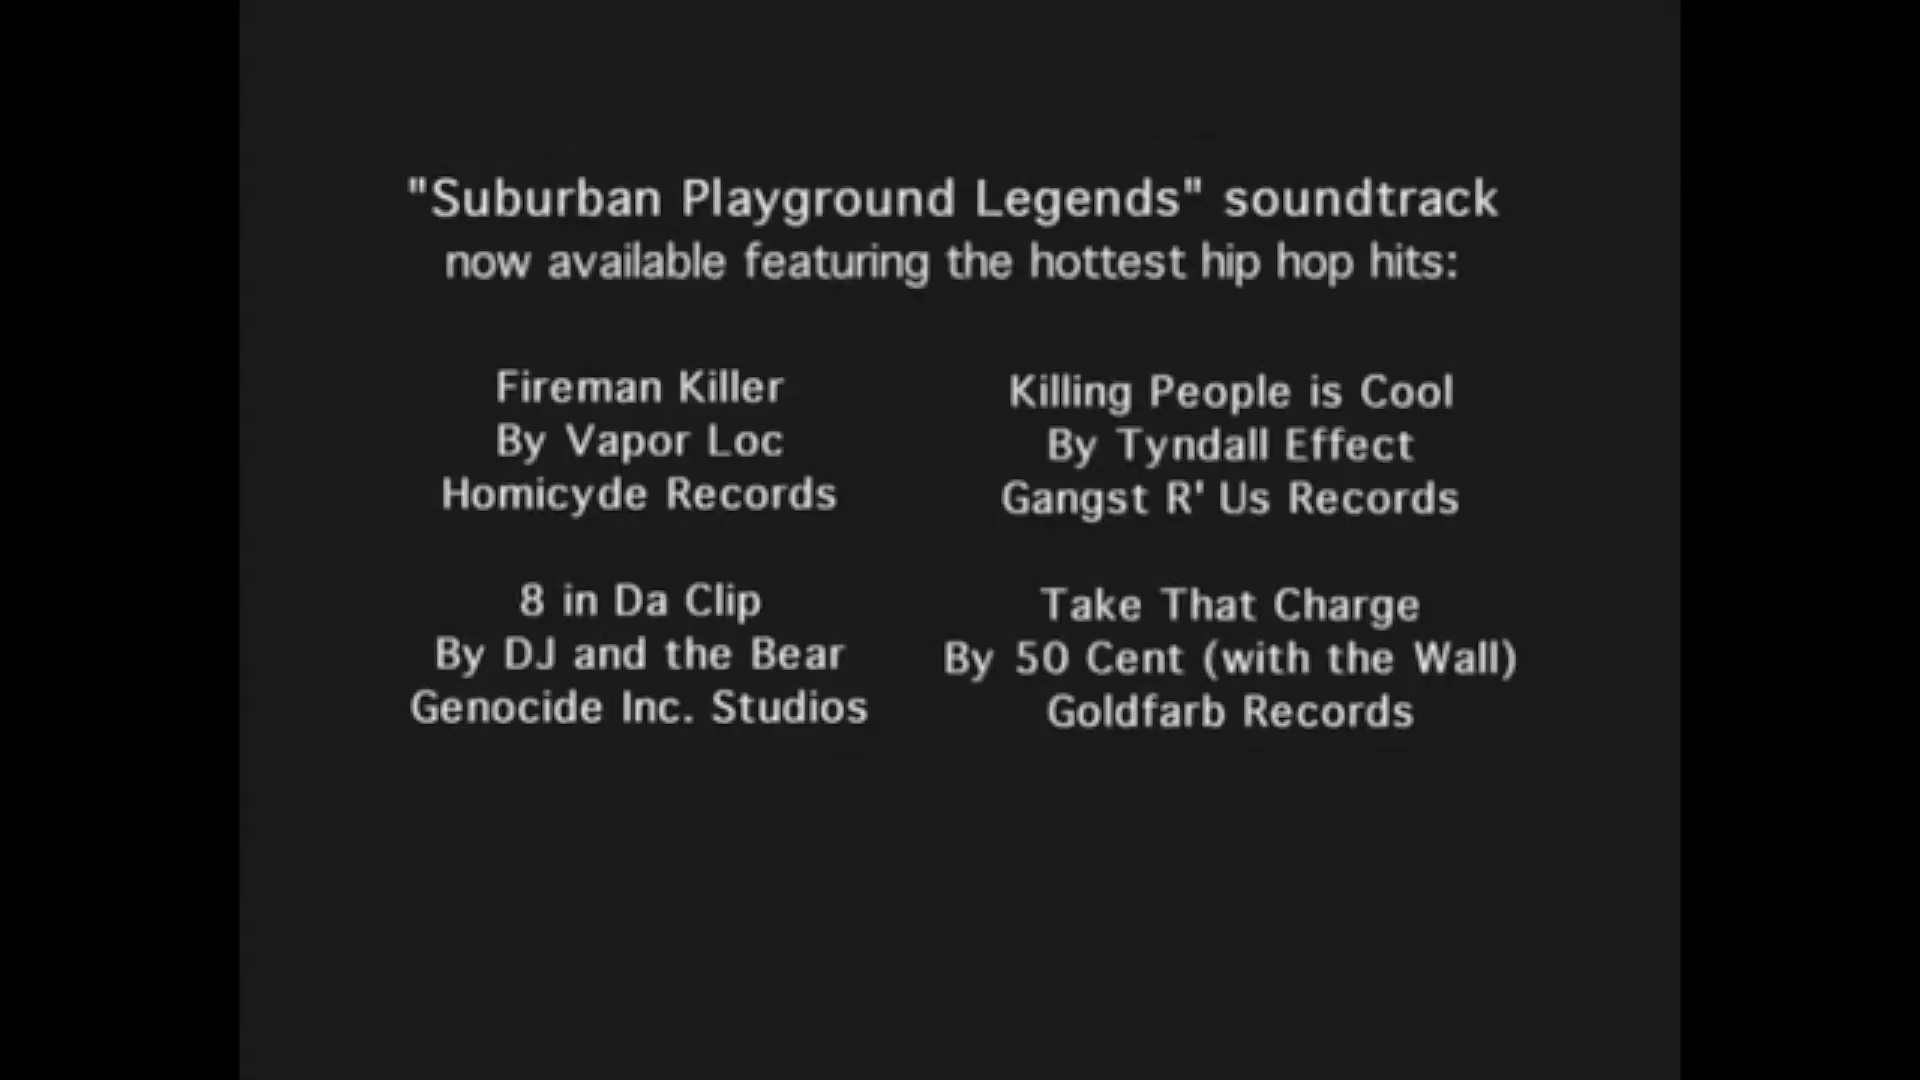 "Suburban Playground Legends" soundtrack
now available featuring the hottest hip hop hits:
Fireman Killer
By Vapor Loc
Homicyde Records
Killing People is Cool
By Tyndall Effect
Gangst R' Us Records
8 in Da Clip
By DJ and the Bear
Genocide Inc. Studios
Take That Charge
By 50 Cent (with the Wall)
Goldfarb Records